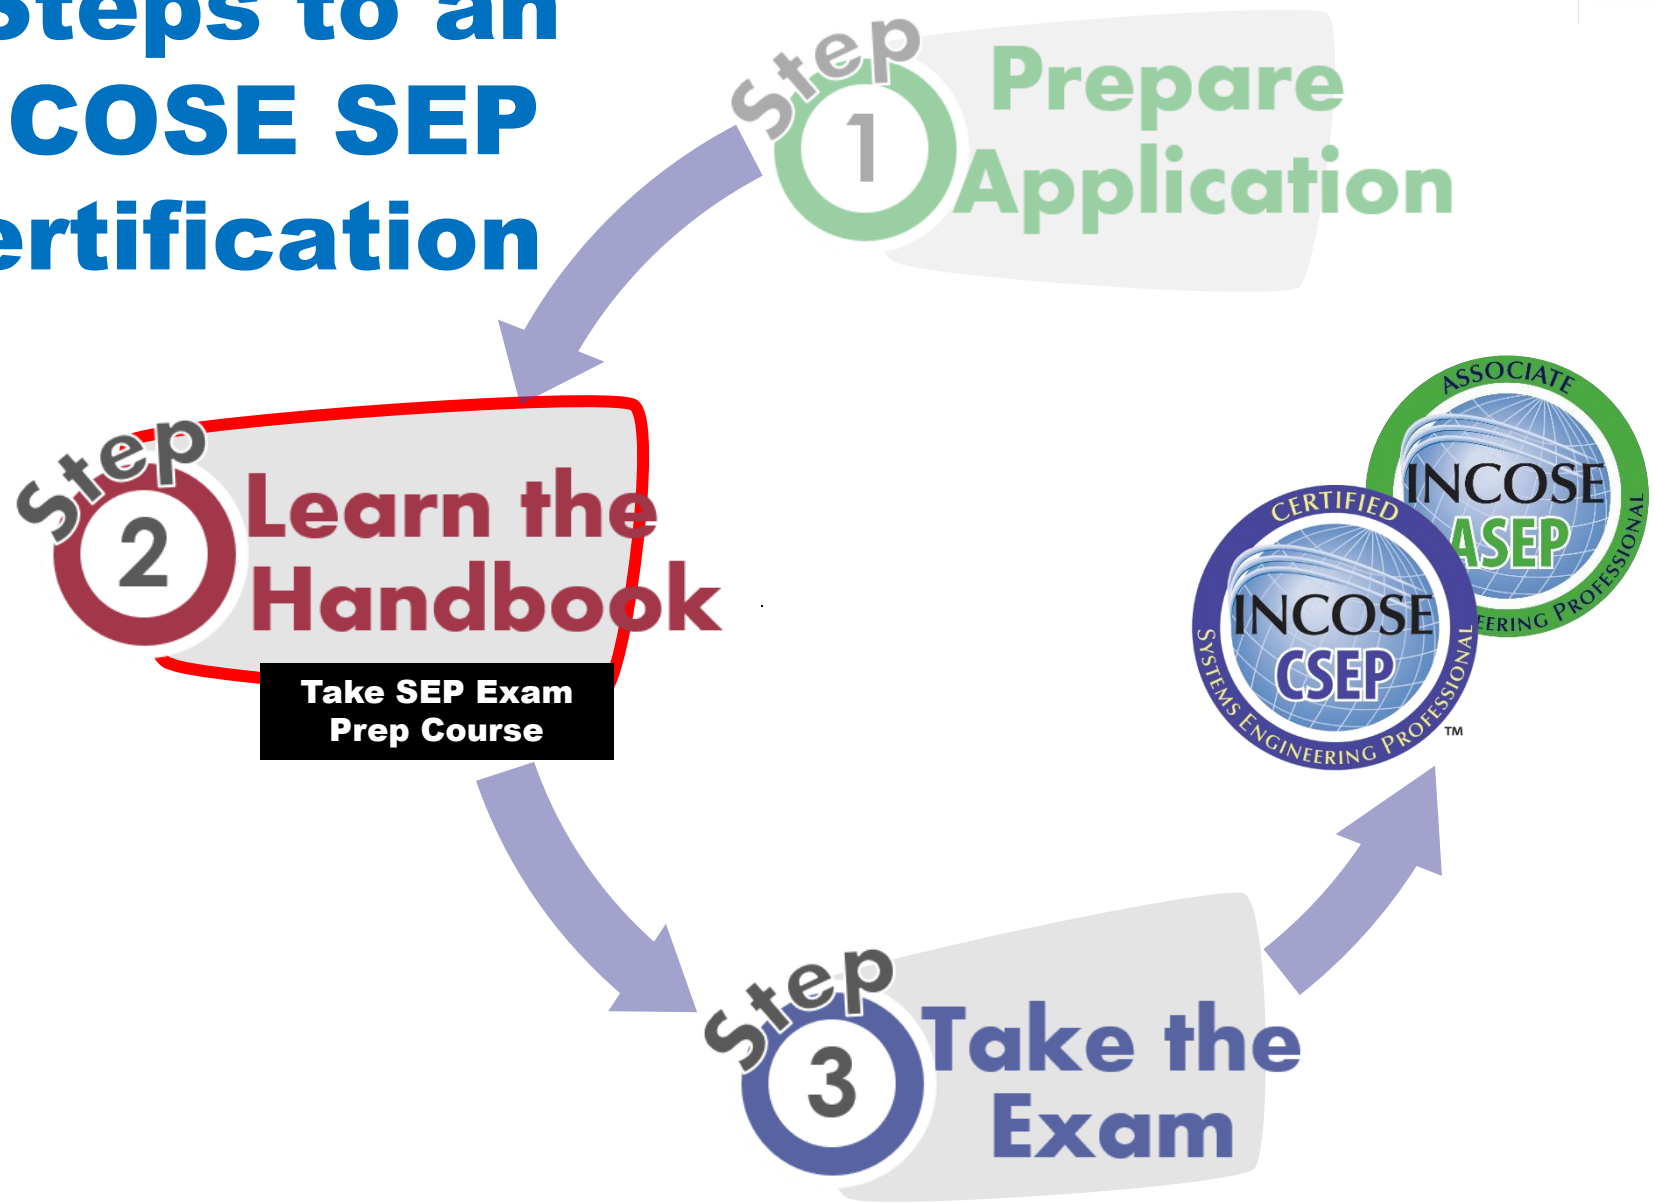 Steps to an
COSE SEP
ertification
Step
1
Prepare
Application
Step
2
Learn the
Handbook
Take SEP Exam
Prep Course
ASSOCIATE
INCOSE
ASEP
EERING PROFESSIONAL
CERTIFIED
INCOSE
CSEP
SYSTEMS ENGINEERING PROFESSIONAL
TM
Step
3
Take the
Exam